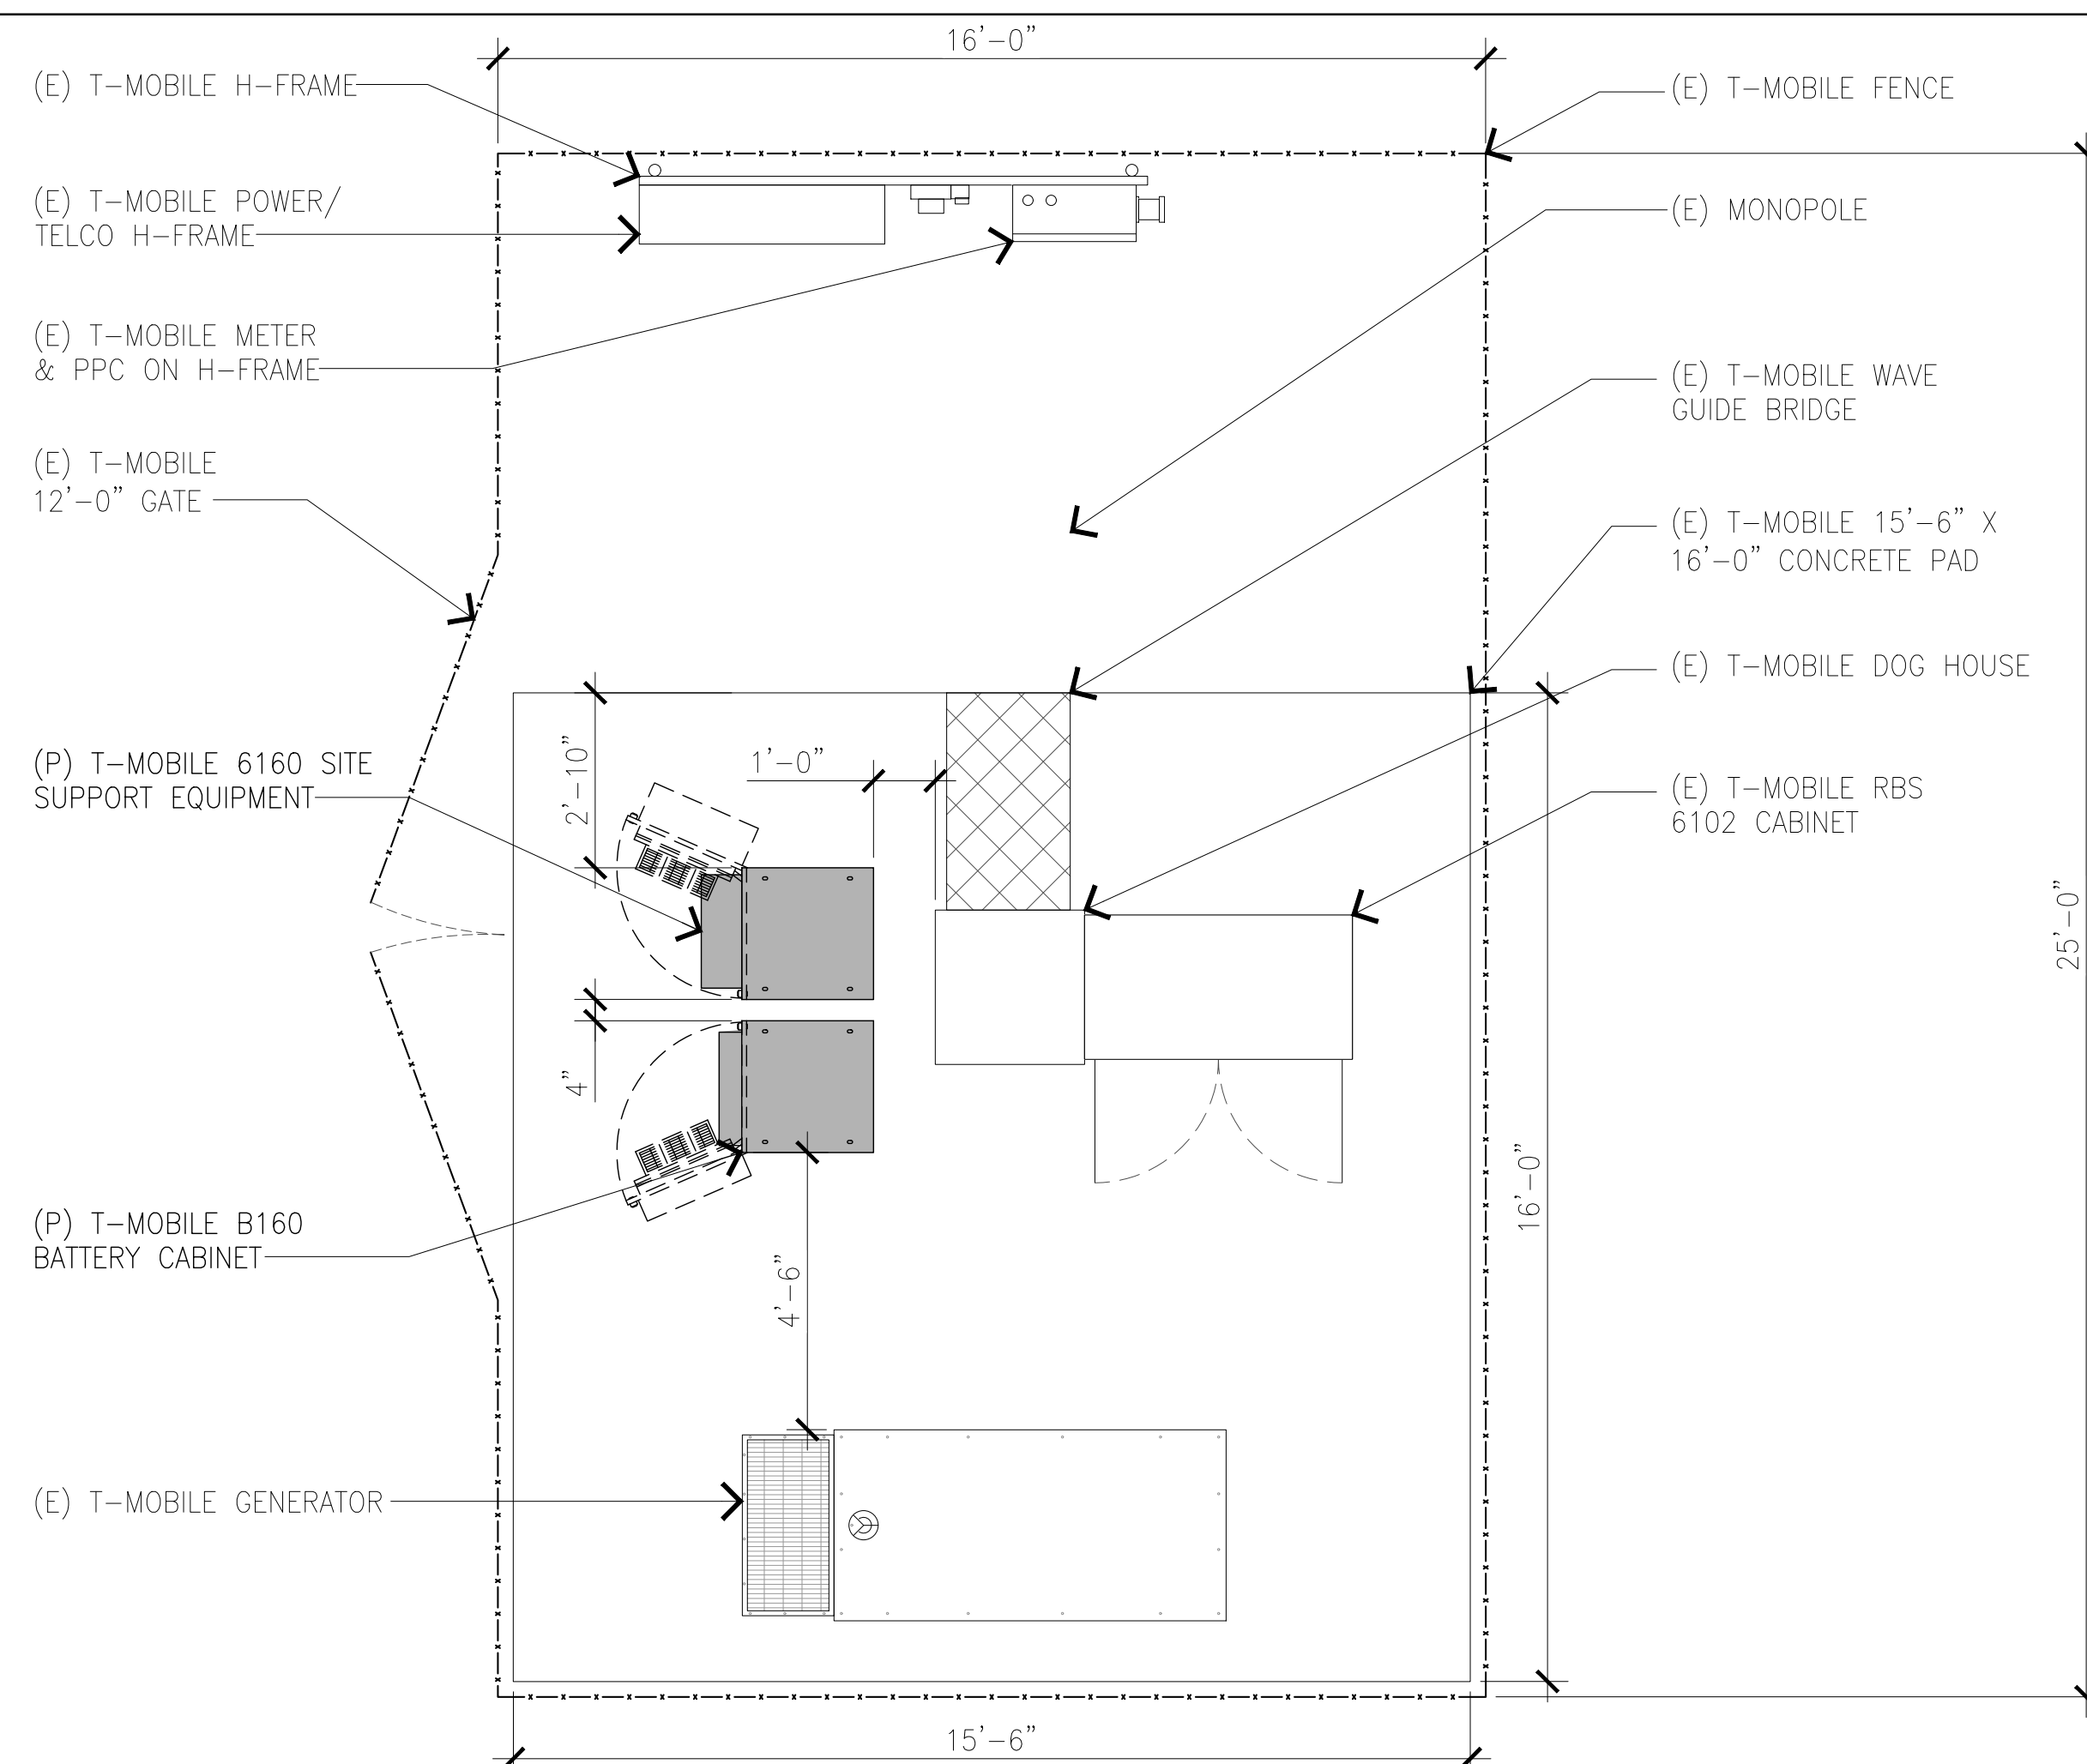 16'-0"
(E) T-MOBILE H-FRAME
(E) T-MOBILE POWER/
TELCO H-FRAME
(E) T-MOBILE METER
& PPC ON H-FRAME
(E) T-MOBILE
12'-0" GATE
(P) T-MOBILE 6160 SITE
SUPPORT EQUIPMENT
(P) T-MOBILE B160
BATTERY CABINET
(E) T-MOBILE GENERATOR
2'-10"
1'-0"
4"
4'-6"
15'-6"
16'-0"
25'-0"
(E) T-MOBILE FENCE
(E) MONOPOLE
(E) T-MOBILE WAVE
GUIDE BRIDGE
(E) T-MOBILE 15'-6" X
16'-0" CONCRETE PAD
(E) T-MOBILE DOG HOUSE
(E) T-MOBILE RBS
6102 CABINET